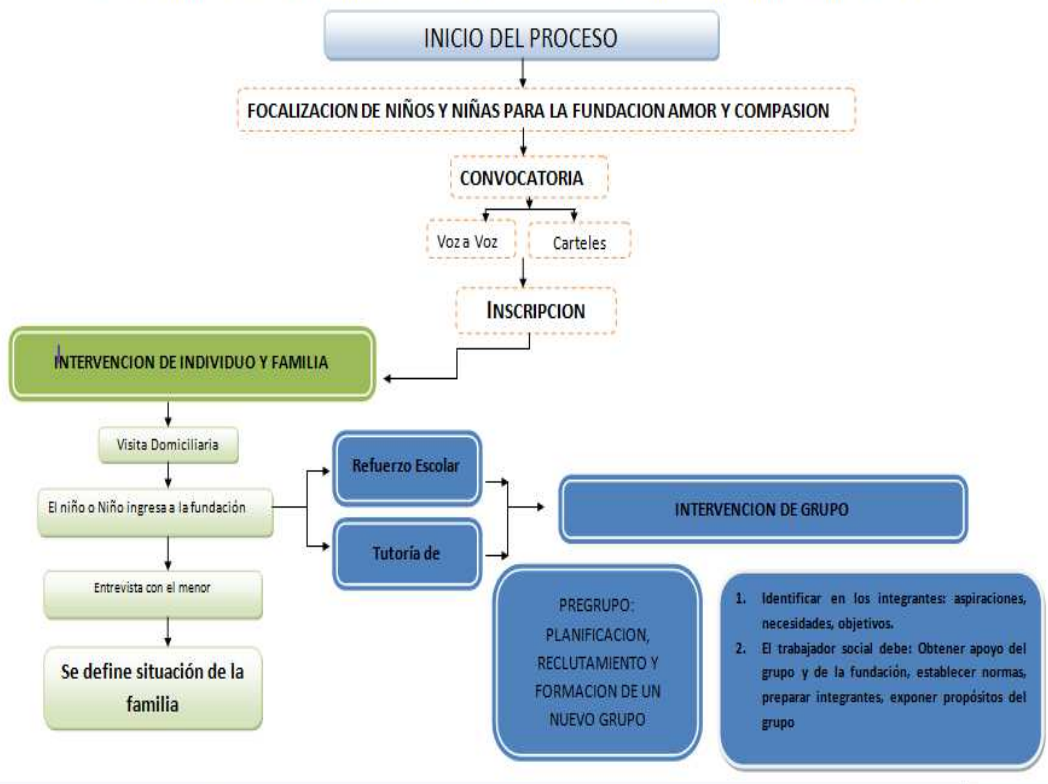 INICIO DEL PROCESO
FOCALIZACION DE NIÑOS Y NIÑAS PARA LA FUNDACION AMOR Y COMPASION
CONVOCATORIA
Voz a Voz
Carteles
INSCRIPCION
INTERVENCION DE INDIVIDUO Y FAMILIA
Visita Domiciliaria
El niño o Niño ingresa a la fundación
Entrevista con el menor
Se define situación de la
familia
Refuerzo Escolar
Tutoría de
INTERVENCION DE GRUPO
PREGRUPO:
PLANIFICACION,
RECLUTAMIENTO Y
FORMACION DE UN
NUEVO GRUPO
1. Identificar en los integrantes: aspiraciones,
necesidades, objetivos.
2. El trabajador social debe: Obtener apoyo del
grupo y de la fundación, establecer normas,
preparar integrantes, exponer propósitos del
grupo